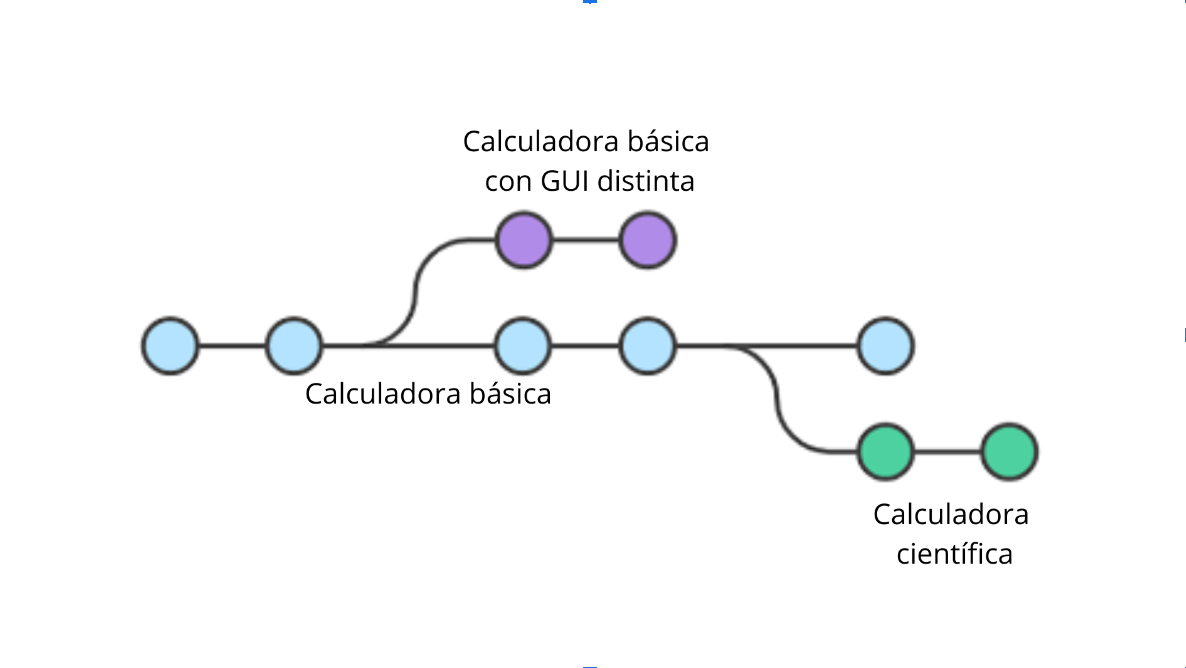 Calculadora básica
con GUI distinta
Calculadora básica
Calculadora
científica